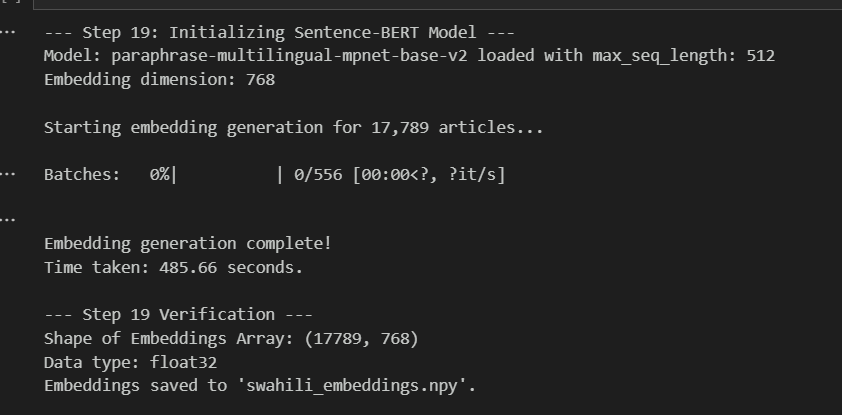 --- Step 19: Initializing Sentence-BERT Model ---
Model: paraphrase-multilingual-mpnet-base-v2 loaded with max_seq_length: 512
Embedding dimension: 768
Starting embedding generation for 17,789 articles...
Batches:   0%|          | 0/556 [00:00<?, ?it/s]
Embedding generation complete!
Time taken: 485.66 seconds.
--- Step 19 Verification ---
Shape of Embeddings Array: (17789, 768)
Data type: float32
Embeddings saved to 'swahili_embeddings.npy'.